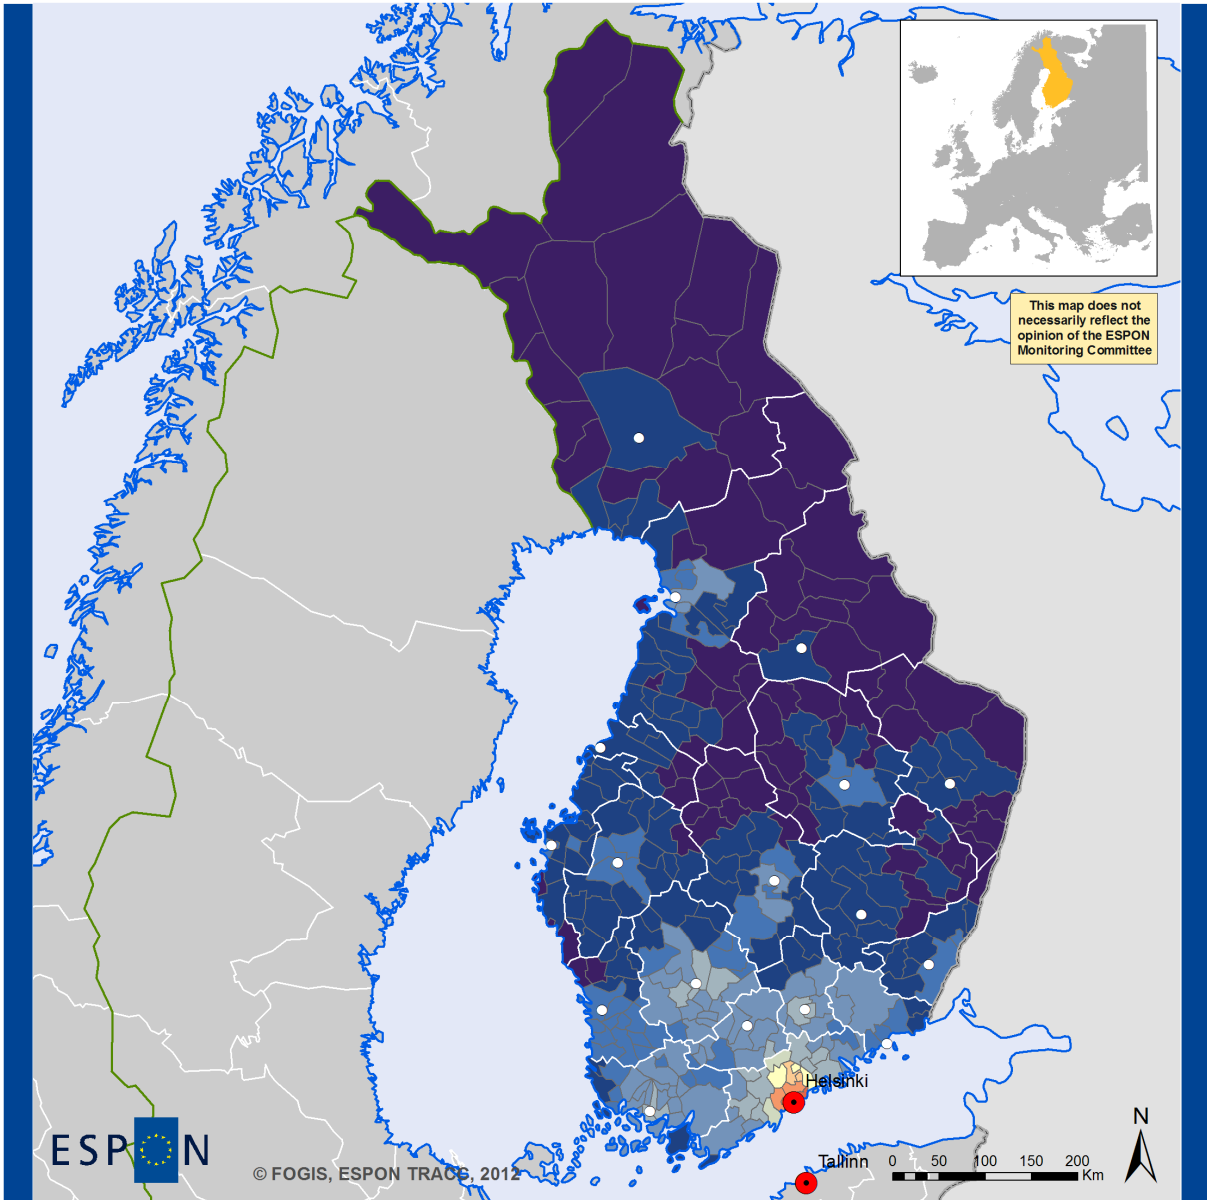 This map does not
necessarily reflect the
opinion of the ESPON
Monitoring Committee
Helsinki
Tallinn
N
0 50 100 150 200
Km
ESPON
© FOGIS, ESPON TRACC, 2012